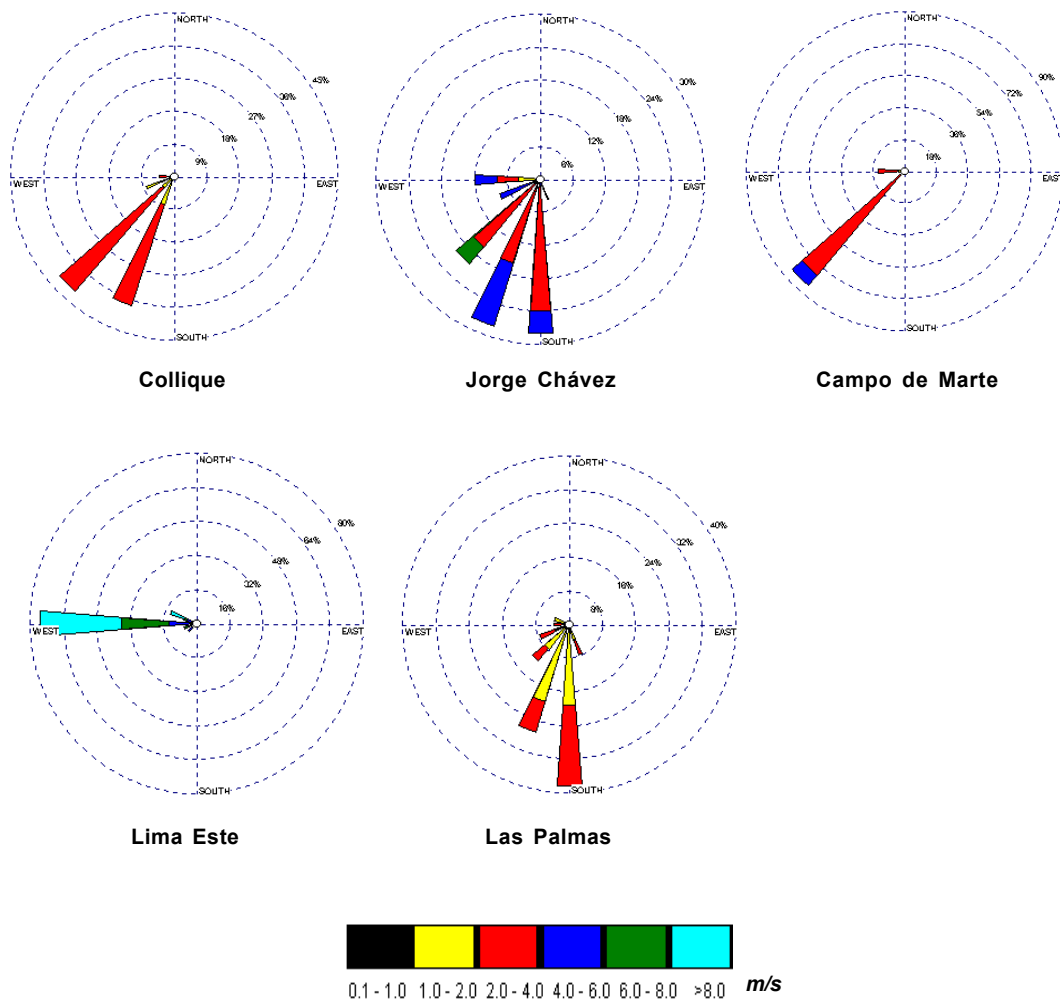 NORTH
45%
36%
27%
18%
9%
WEST
EAST
SOUTH
Collique
NORTH
30%
24%
18%
12%
6%
WEST
EAST
SOUTH
Jorge Chávez
NORTH
90%
72%
54%
36%
18%
WEST
EAST
SOUTH
Campo de Marte
NORTH
80%
64%
48%
32%
16%
WEST
EAST
SOUTH
Lima Este
NORTH
40%
32%
24%
16%
8%
WEST
EAST
SOUTH
Las Palmas
0.1 - 1.0 1.0 - 2.0 2.0 - 4.0 4.0 - 6.0 6.0 - 8.0 >8.0 m/s